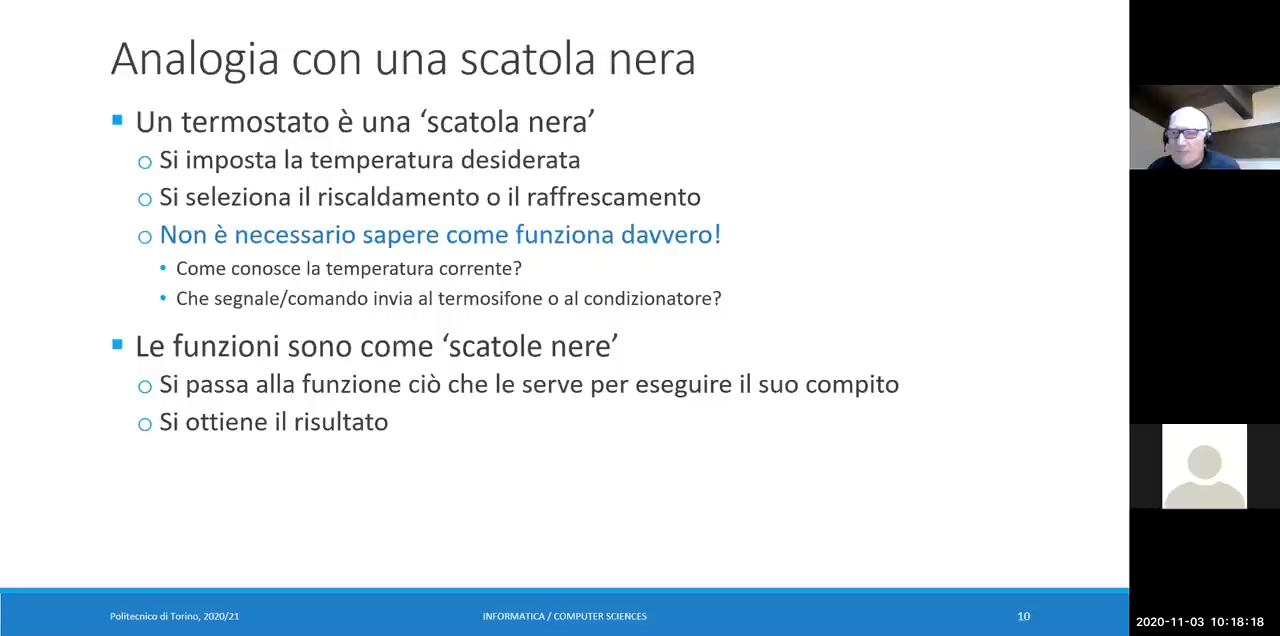 Analogia con una scatola nera
Un termostato è una ‘scatola nera’
Si imposta la temperatura desiderata
Si seleziona il riscaldamento o il raffrescamento
Non è necessario sapere come funziona davvero!
Come conosce la temperatura corrente?
Che segnale/comando invia al termosifone o al condizionatore?
Le funzioni sono come ‘scatole nere’
Si passa alla funzione ciò che le serve per eseguire il suo compito
Si ottiene il risultato
Politecnico di Torino, 2020/21
INFORMATICA / COMPUTER SCIENCES
10
2020-11-03 10:18:18